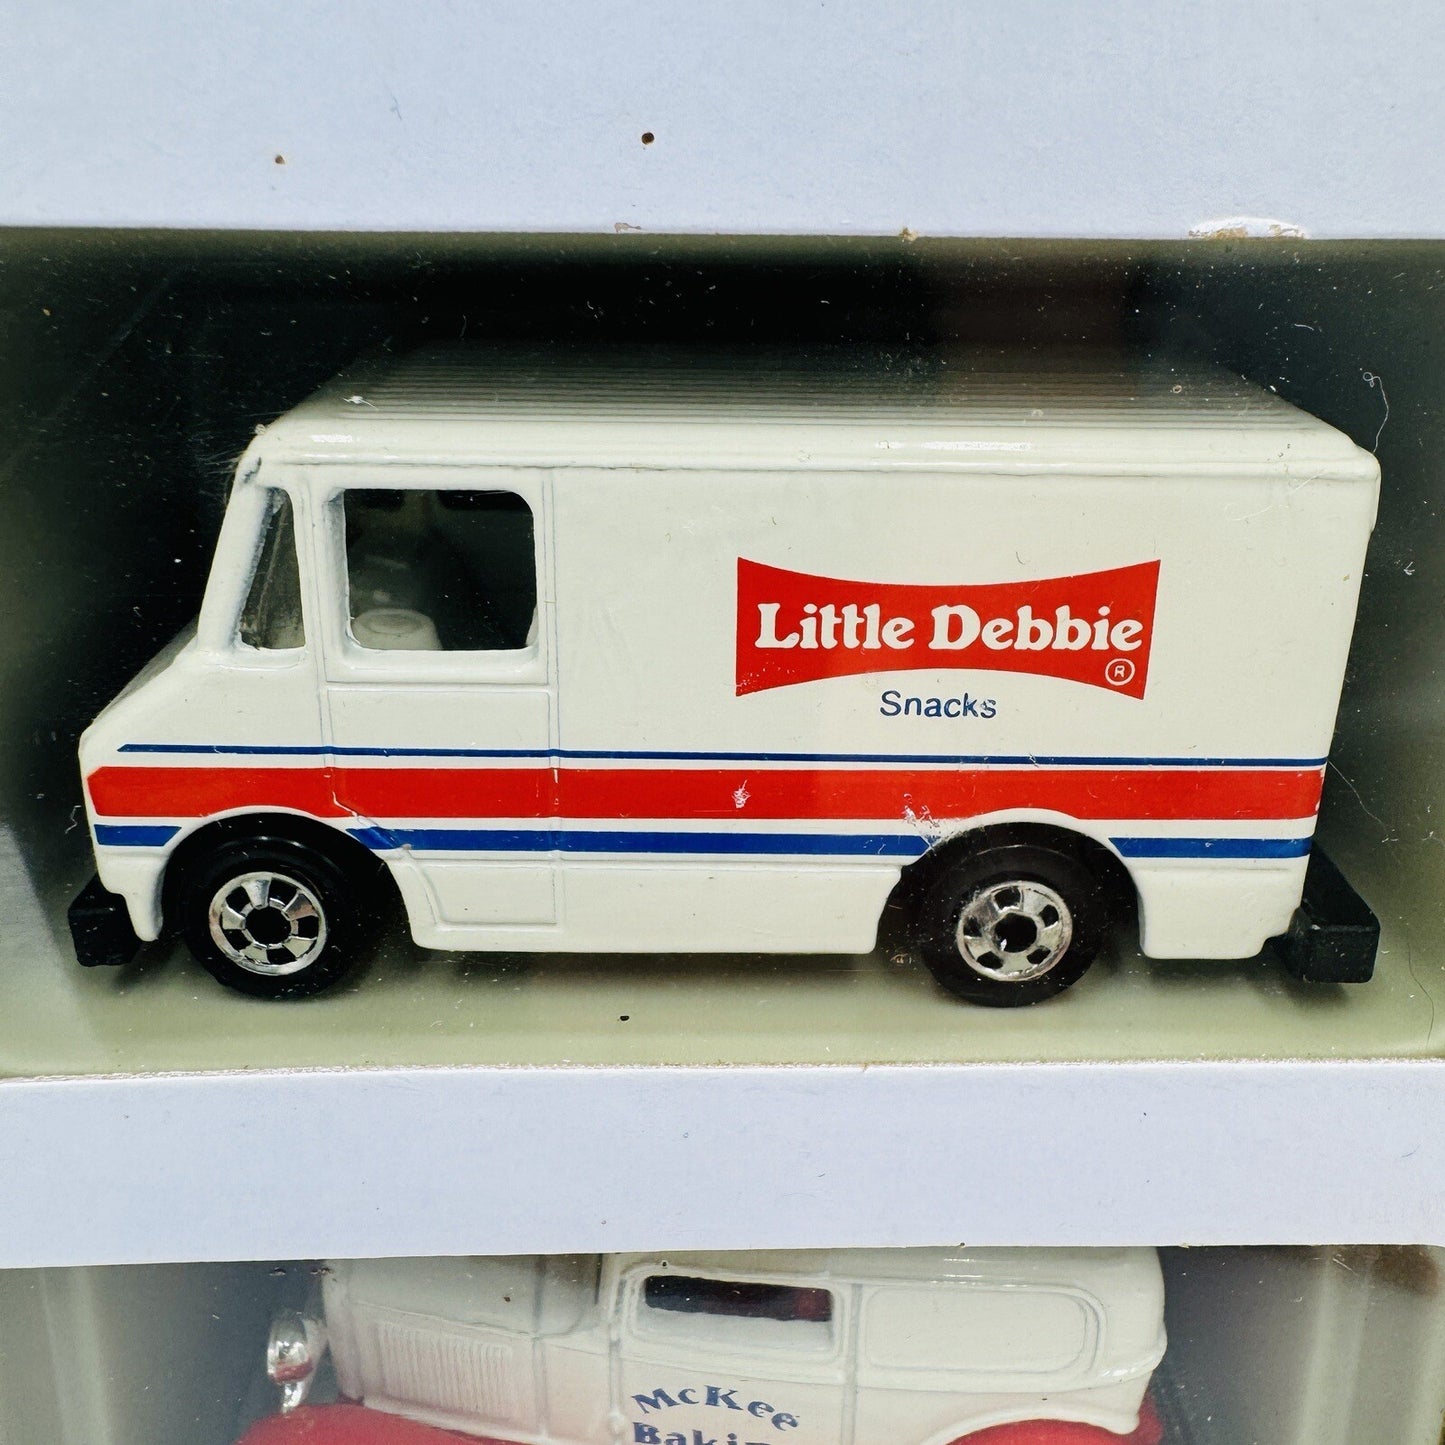 Little Debbie
®
Snacks
McKee